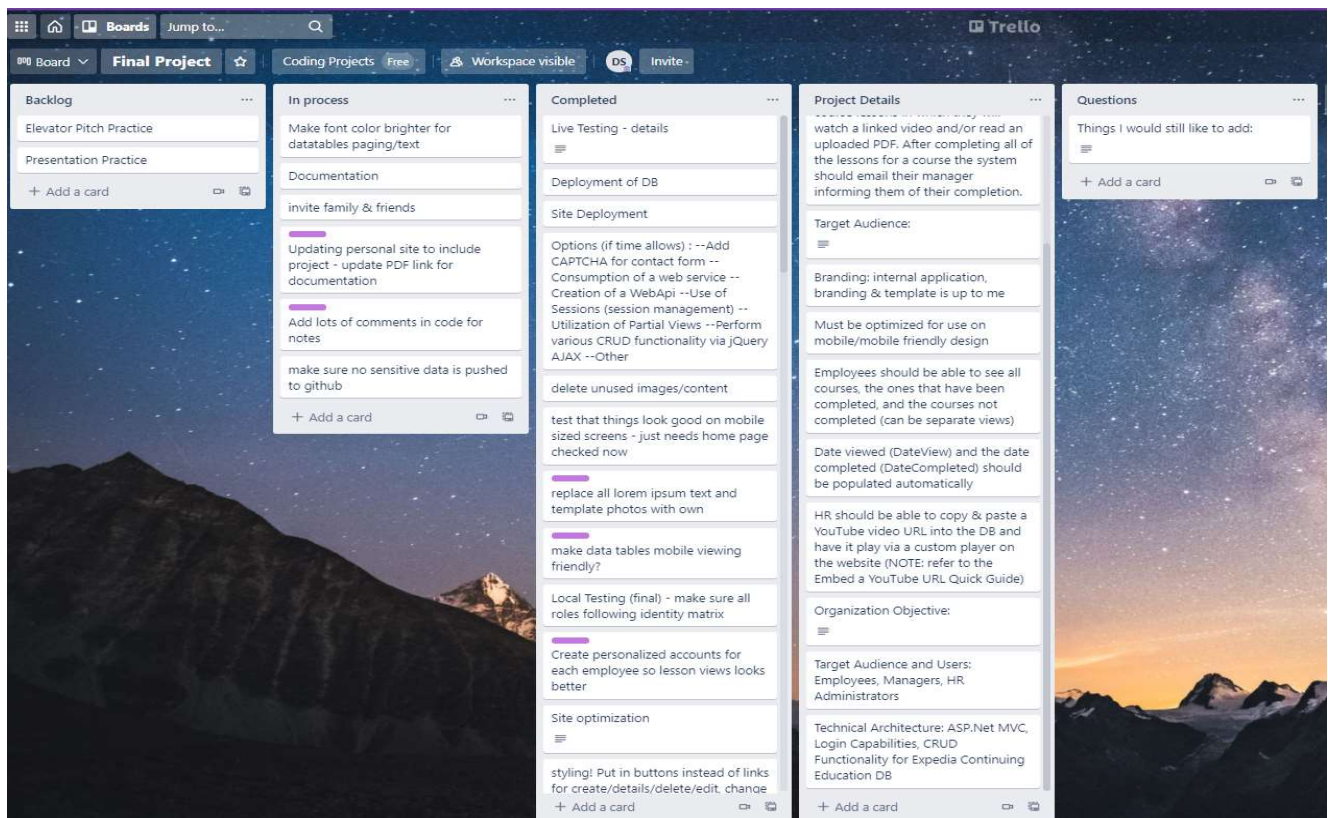 Boards
Jump to...
Trello
Board
Final Project
Coding Projects
Free
Workspace visible
DS
Invite
Backlog
Elevator Pitch Practice
Presentation Practice
+ Add a card
In process
Make font color brighter for
datatables paging/text
Documentation
invite family & friends
Updating personal site to include
project - update PDF link for
documentation
Add lots of comments in code for
notes
make sure no sensitive data is pushed
to github
+ Add a card
Completed
Live Testing - details
Deployment of DB
Site Deployment
Options (if time allows) : --Add
CAPTCHA for contact form --
Consumption of a web service --
Creation of a WebApi --Use of
Sessions (session management) --
Utilization of Partial Views --Perform
various CRUD functionality via jQuery
AJAX --Other
delete unused images/content
test that things look good on mobile
sized screens - just needs home page
checked now
replace all lorem ipsum text and
template photos with own
make data tables mobile viewing
friendly?
Local Testing (final) - make sure all
roles following identity matrix
Create personalized accounts for
each employee so lesson views looks
better
Site optimization
styling! Put in buttons instead of links
for create/details/delete/edit, change
+ Add a card
Project Details
course lessons in which they will
watch a linked video and/or read an
uploaded PDF. After completing all of
the lessons for a course the system
should email their manager
informing them of their completion.
Target Audience:
Branding: internal application,
branding & template is up to me
Must be optimized for use on
mobile/mobile friendly design
Employees should be able to see all
courses, the ones that have been
completed, and the courses not
completed (can be separate views)
Date viewed (DateView) and the date
completed (DateCompleted) should
be populated automatically
HR should be able to copy & paste a
YouTube video URL into the DB and
have it play via a custom player on
the website (NOTE: refer to the
Embed a YouTube URL Quick Guide)
Organization Objective:
Target Audience and Users:
Employees, Managers, HR
Administrators
Technical Architecture: ASP.Net MVC,
Login Capabilities, CRUD
Functionality for Expedia Continuing
Education DB
+ Add a card
Questions
Things I would still like to add:
+ Add a card